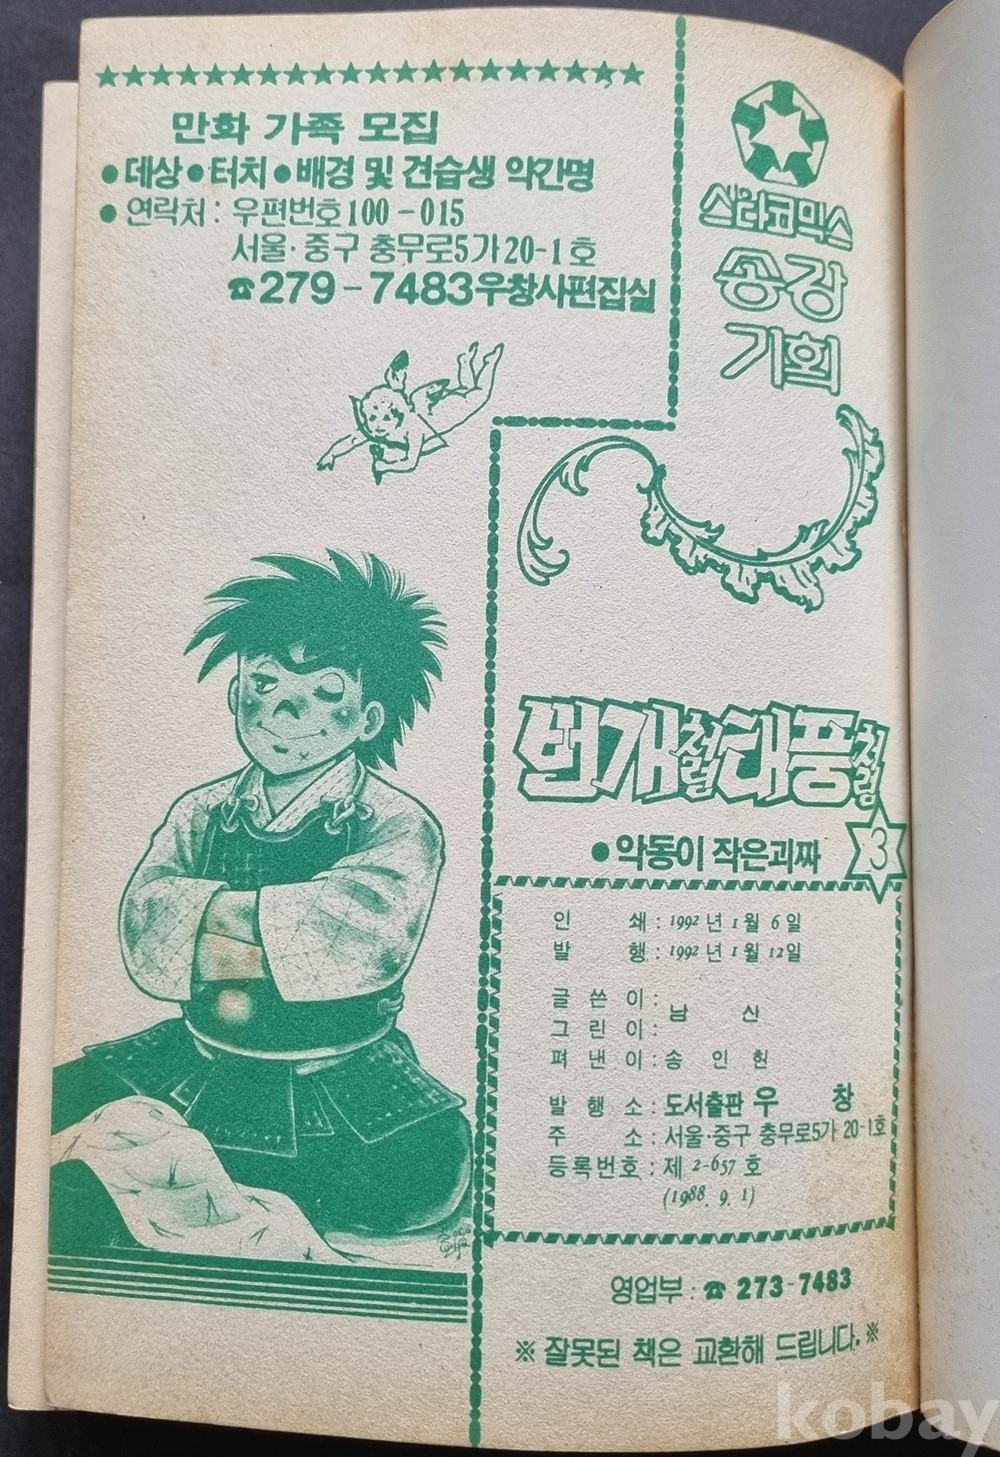 만화 가족 모집
●데상●터치●배경 및 견습생 약간명
●연락처 : 우편번호100-015
서울·중구 충무로5가20-1호
☎279-7483우창사편집실
스타코믹스
송강
기획
번개처럼태풍처럼
3
●악동이 작은괴짜
인 쇄 : 1992년 1월 6일
발 행 : 1992년 1월 12일
글 쓴 이 :
남 산
그 린 이 :
펴 낸 이 : 송 인 헌
발 행 소 : 도서출판 우 창
주 소 : 서울·중구 충무로5가 20-1호
등록번호 : 제 2-657 호
(1988. 9. 1)
영업부 : ☎ 273-7483
※ 잘못된 책은 교환해 드립니다. ※
kobay